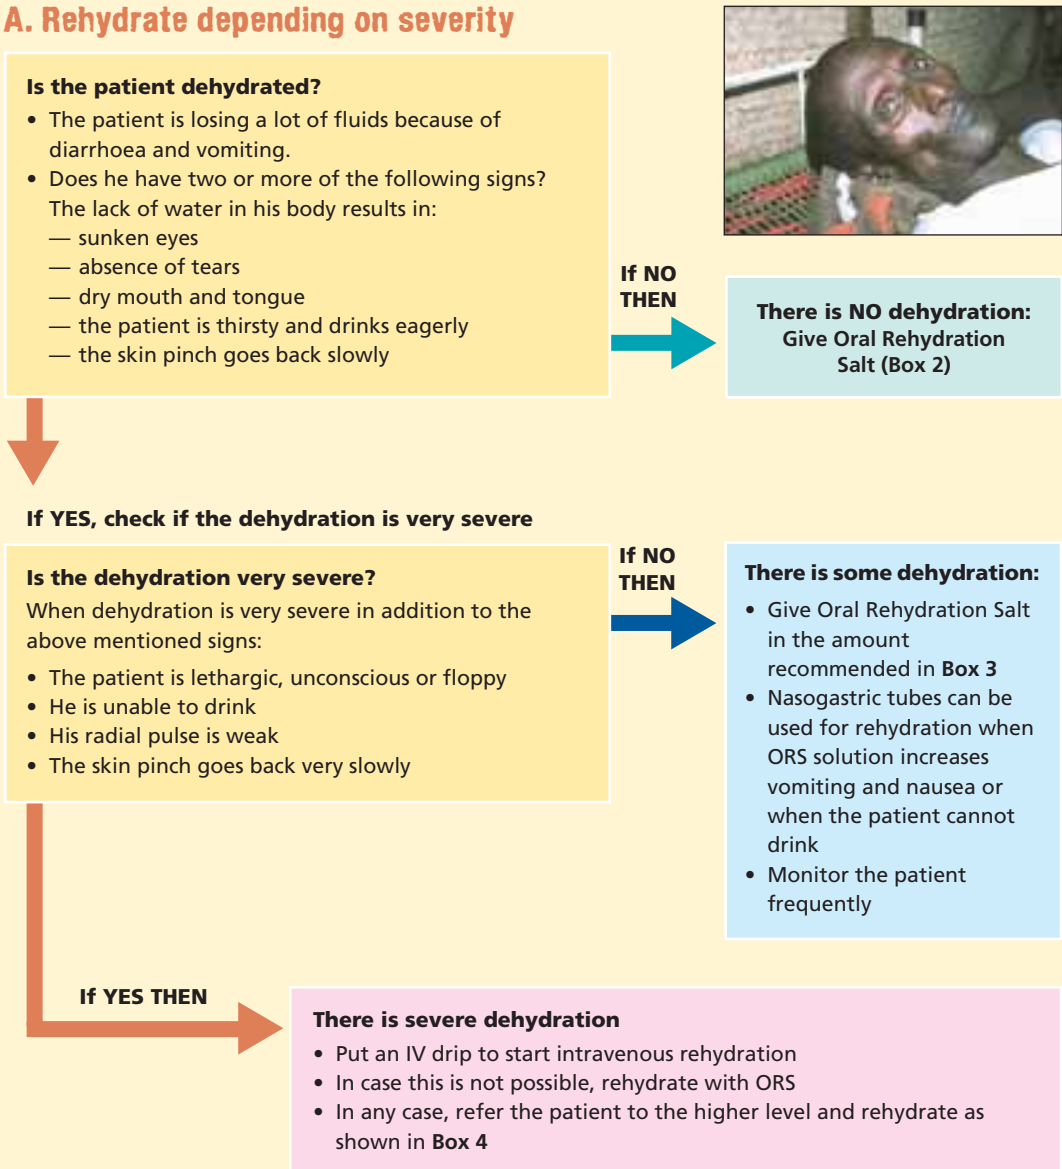 A. Rehydrate depending on severity
Is the patient dehydrated?
• The patient is losing a lot of fluids because of
diarrhoea and vomiting.
• Does he have two or more of the following signs?
The lack of water in his body results in:
— sunken eyes
— absence of tears
— dry mouth and tongue
— the patient is thirsty and drinks eagerly
— the skin pinch goes back slowly
If NO
THEN
There is NO dehydration:
Give Oral Rehydration
Salt (Box 2)
If YES, check if the dehydration is very severe
Is the dehydration very severe?
When dehydration is very severe in addition to the
above mentioned signs:
• The patient is lethargic, unconscious or floppy
• He is unable to drink
• His radial pulse is weak
• The skin pinch goes back very slowly
If NO
THEN
There is some dehydration:
• Give Oral Rehydration Salt
in the amount
recommended in Box 3
• Nasogastric tubes can be
used for rehydration when
ORS solution increases
vomiting and nausea or
when the patient cannot
drink
• Monitor the patient
frequently
If YES THEN
There is severe dehydration
• Put an IV drip to start intravenous rehydration
• In case this is not possible, rehydrate with ORS
• In any case, refer the patient to the higher level and rehydrate as
shown in Box 4